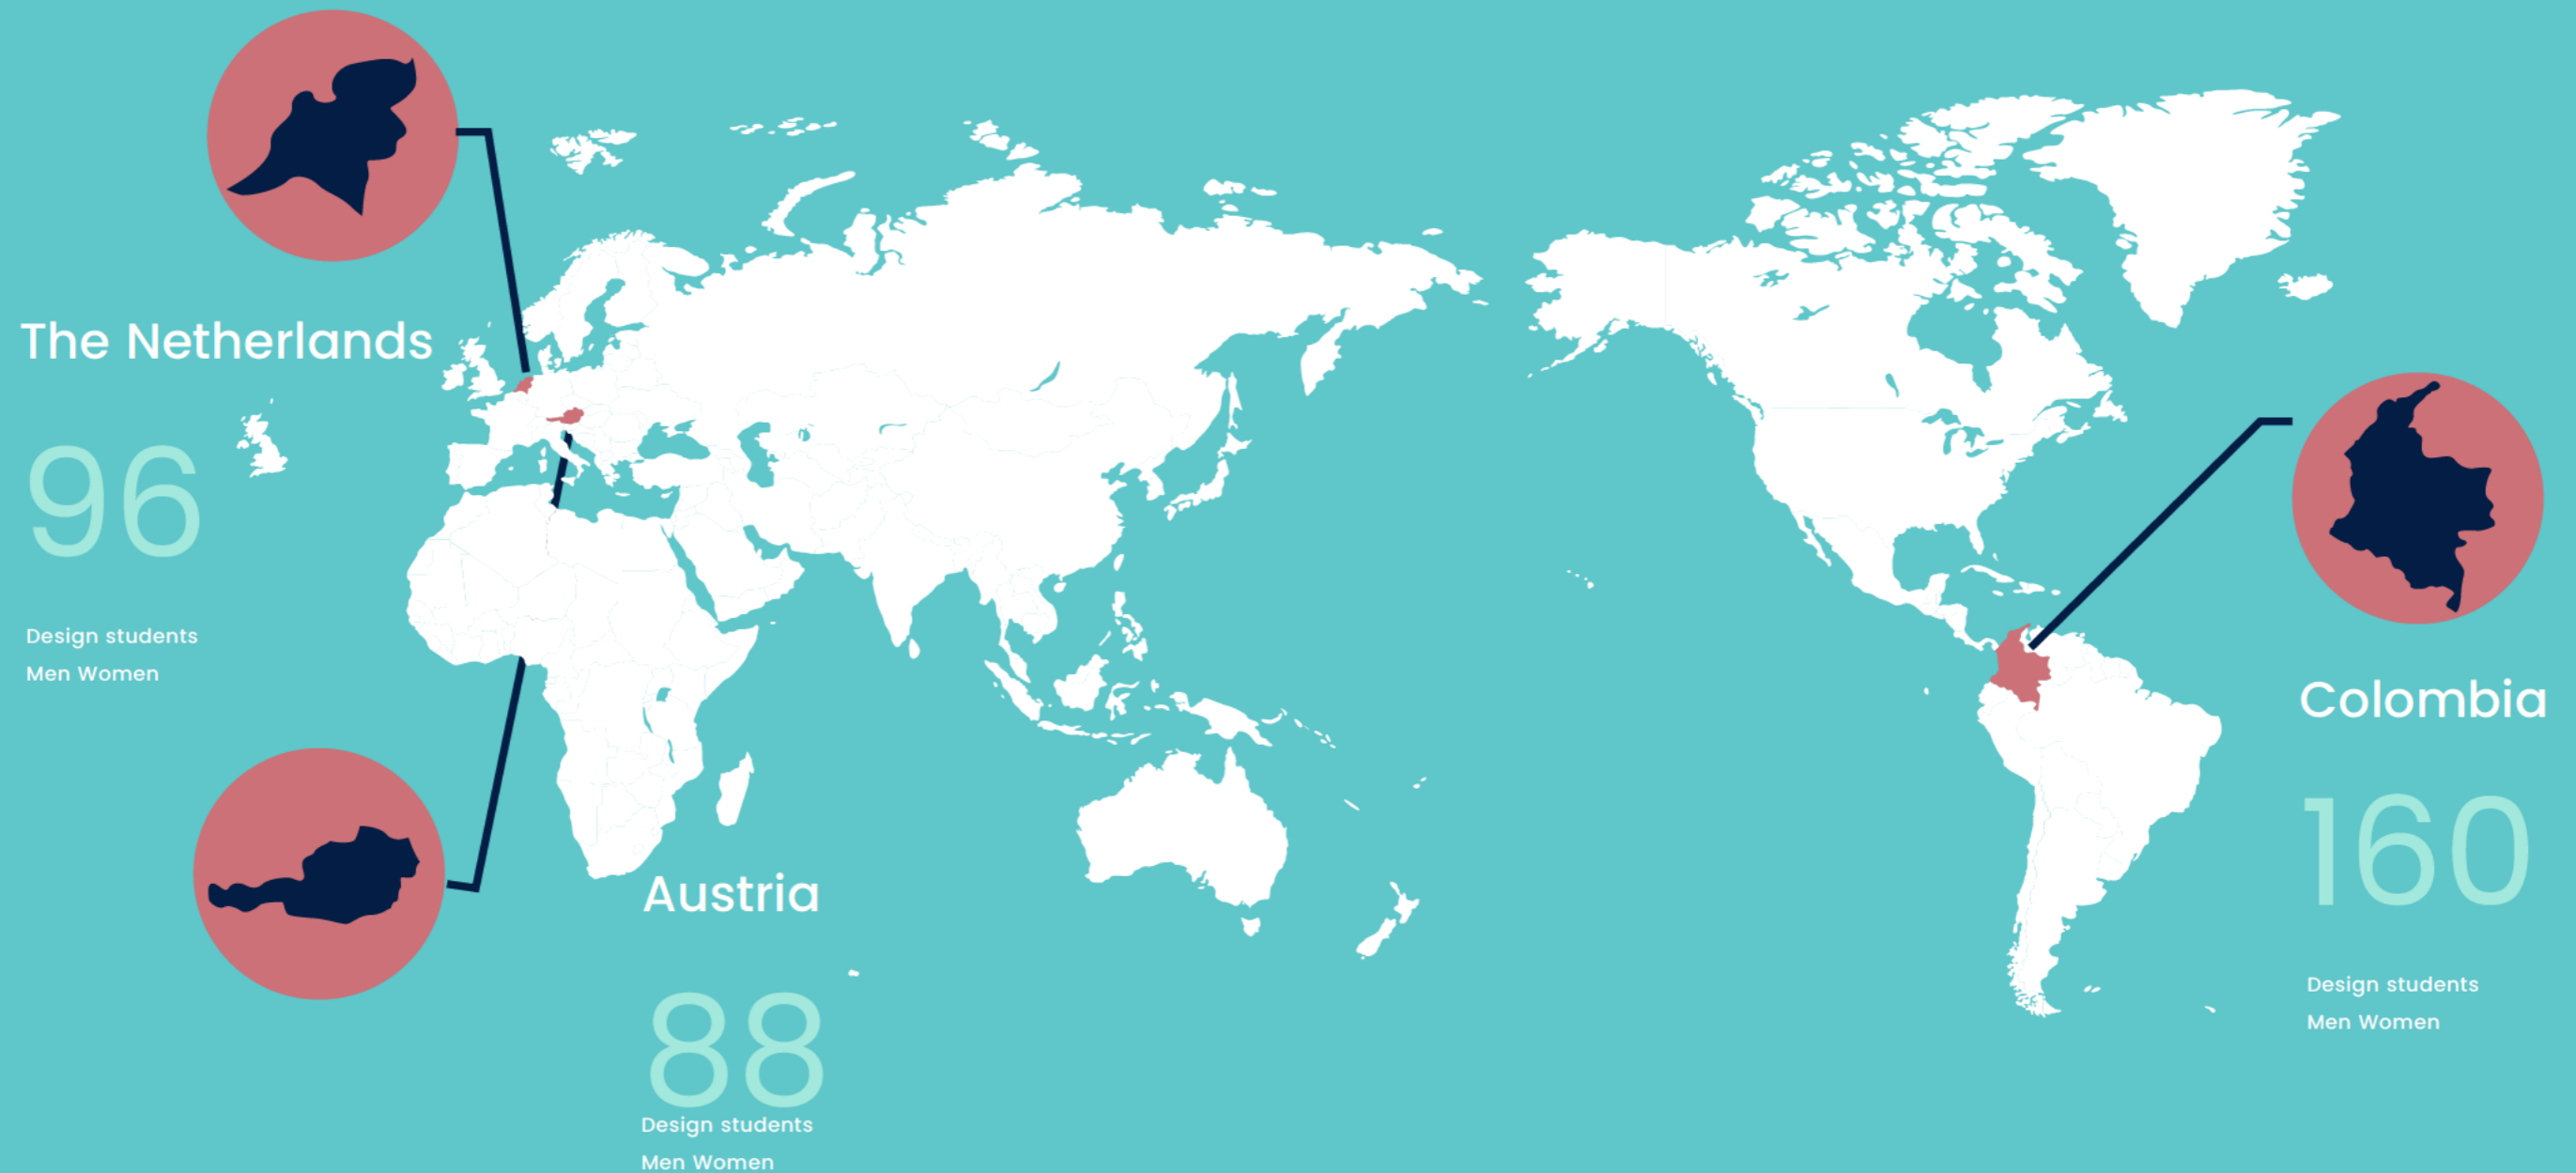 The Netherlands
96
Design students
Men Women
Austria
88
Design students
Men Women
Colombia
160
Design students
Men Women